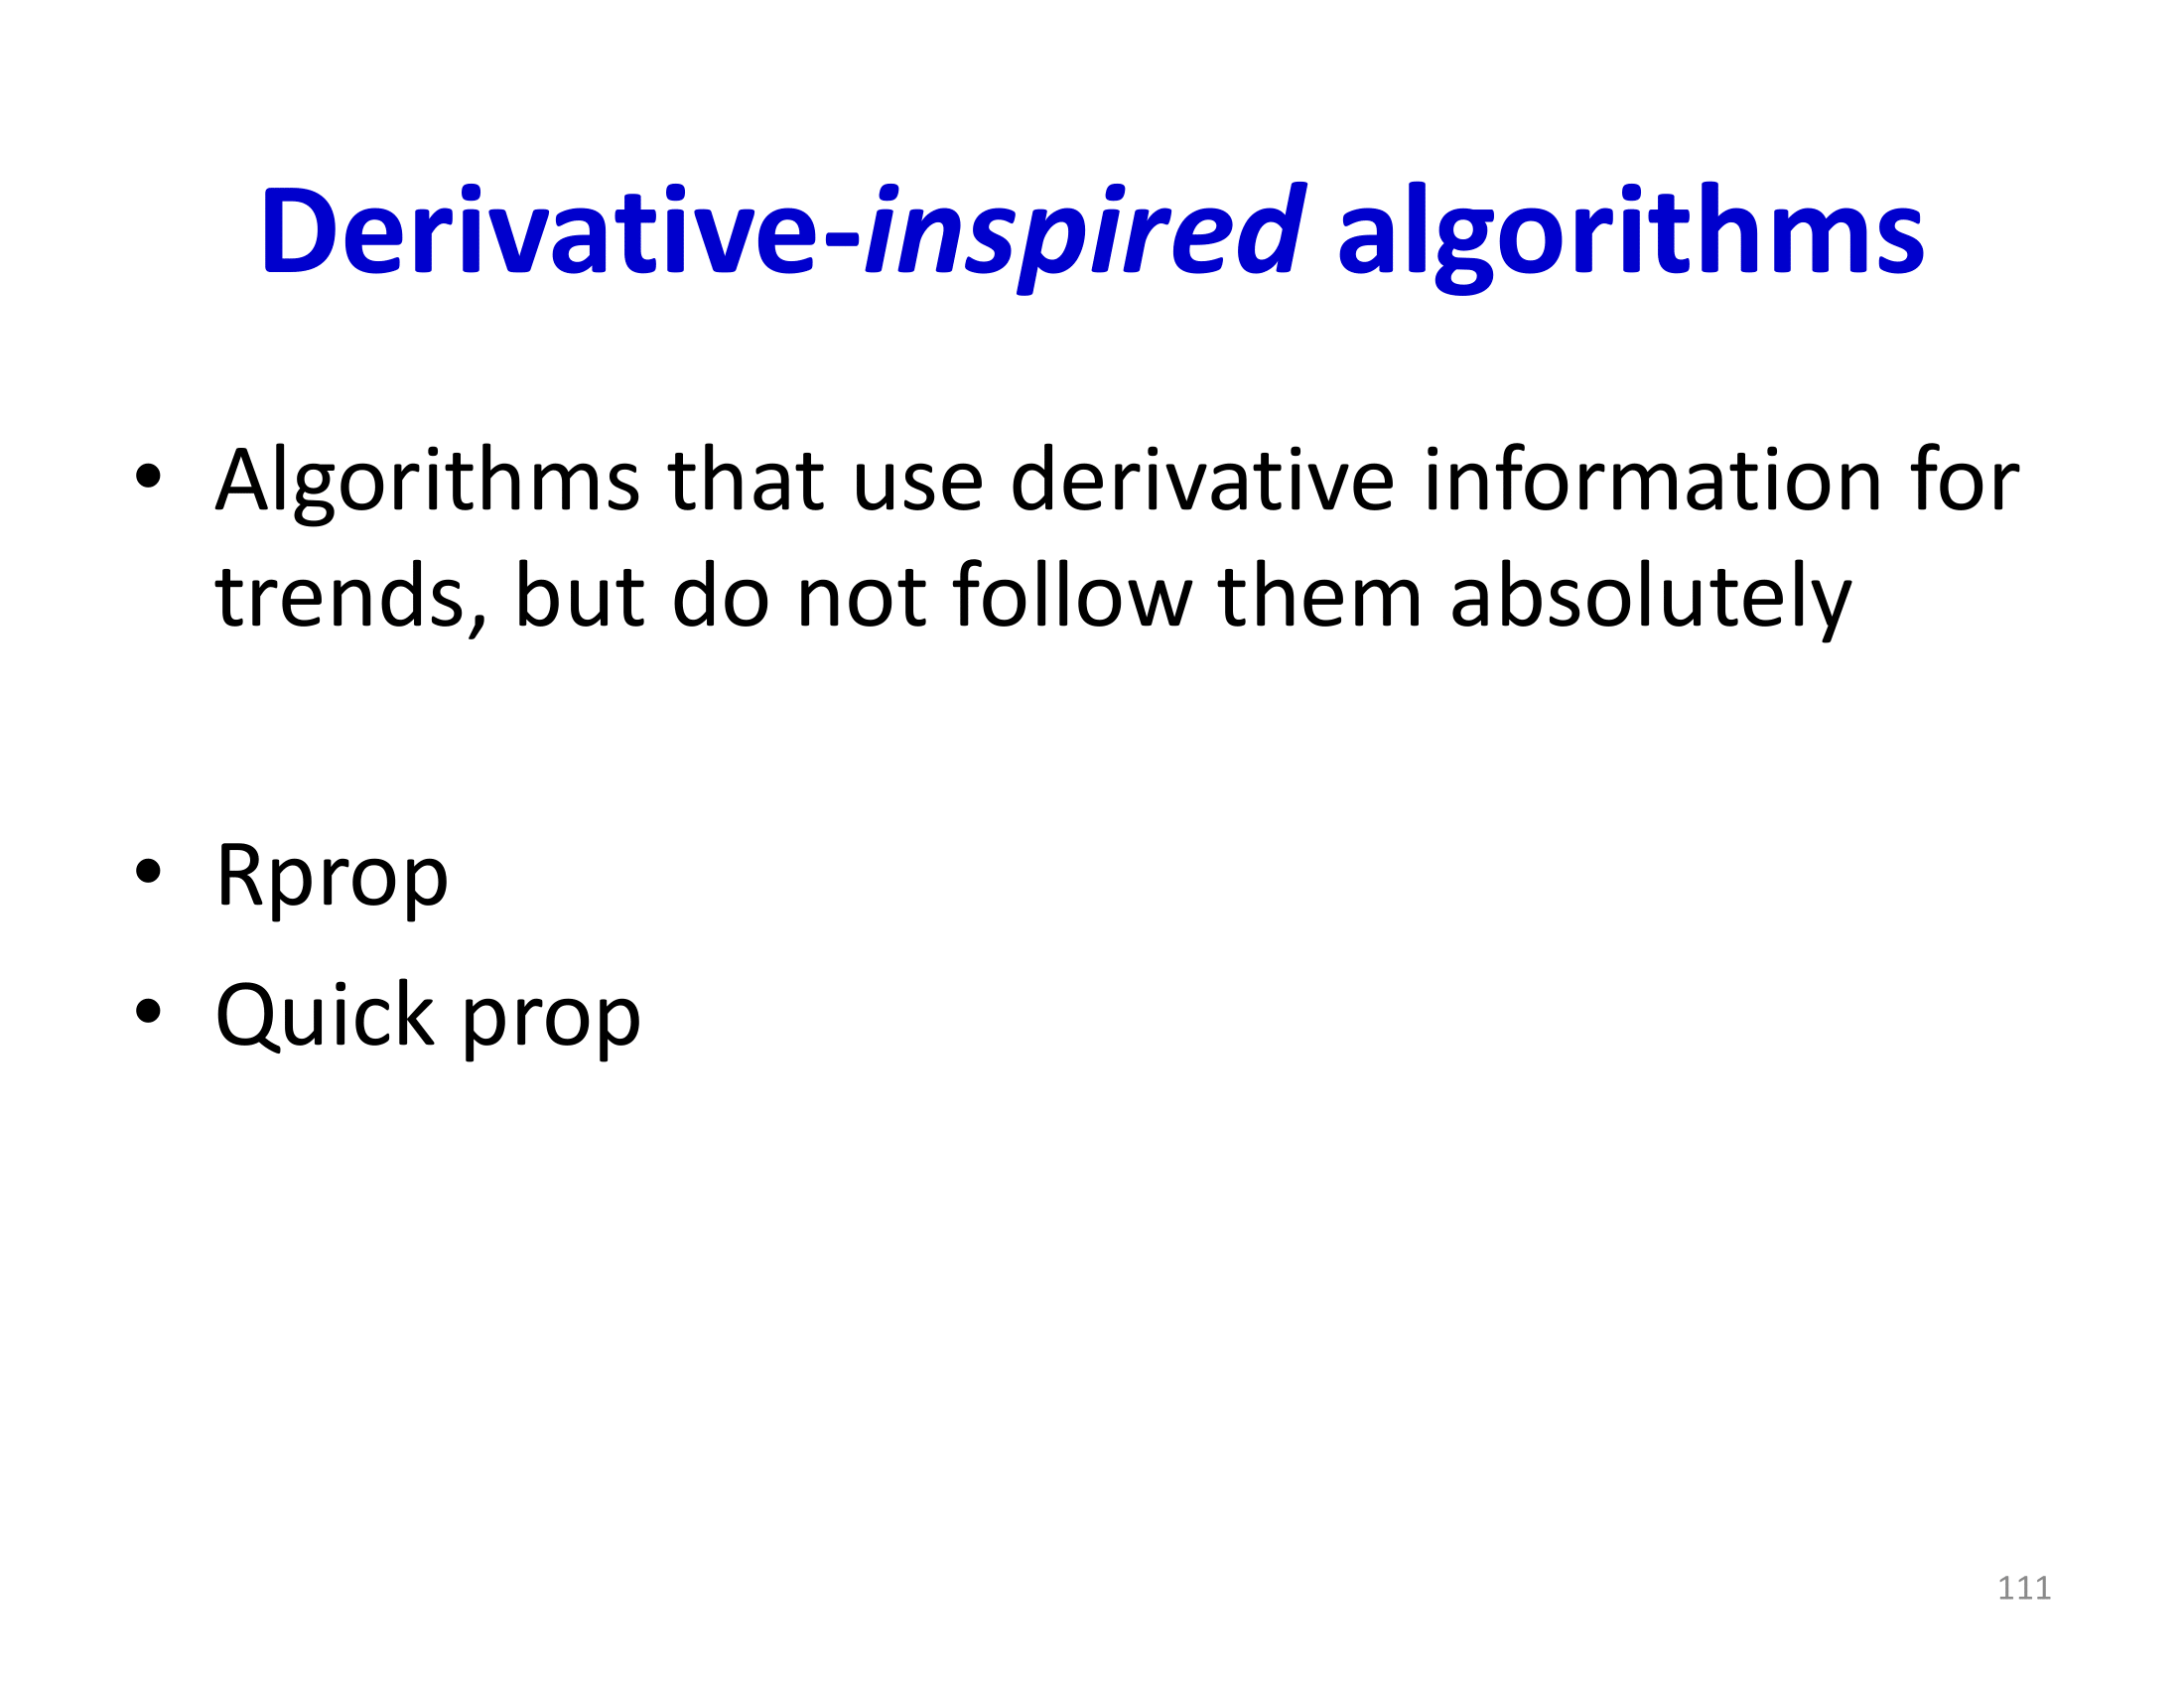 Derivative-inspired algorithms
• Algorithms that use derivative information for
trends, but do not follow them absolutely
• Rprop
• Quick prop
111